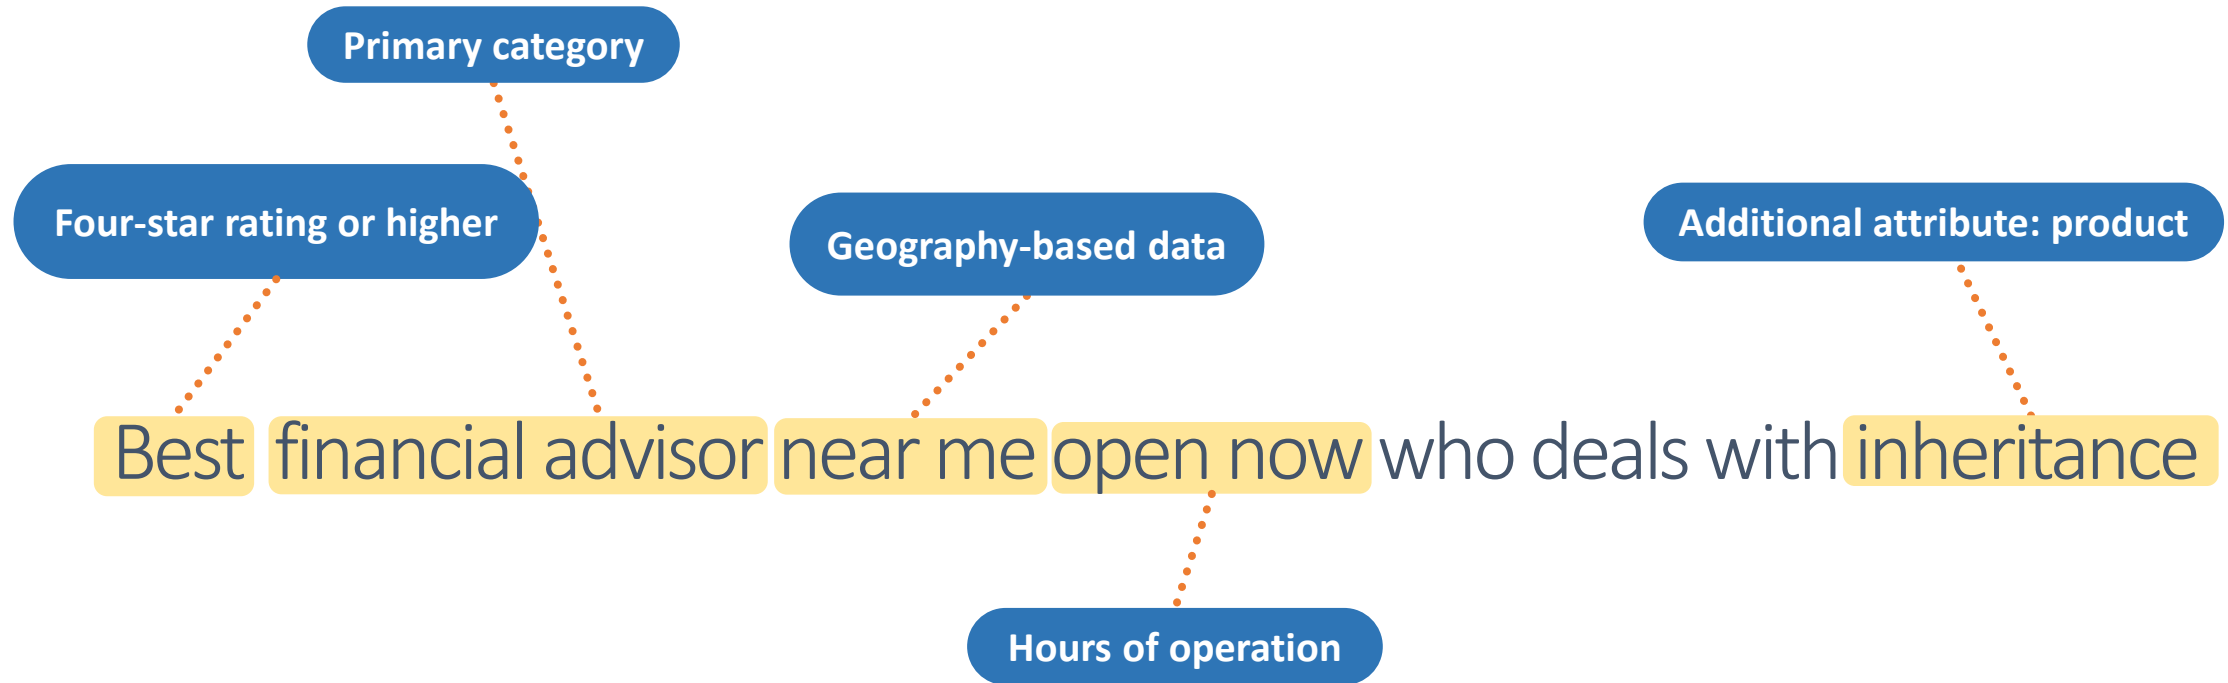 Primary category
Four-star rating or higher
Geography-based data
Additional attribute: product
Best financial advisor near me open now who deals with inheritance
Hours of operation